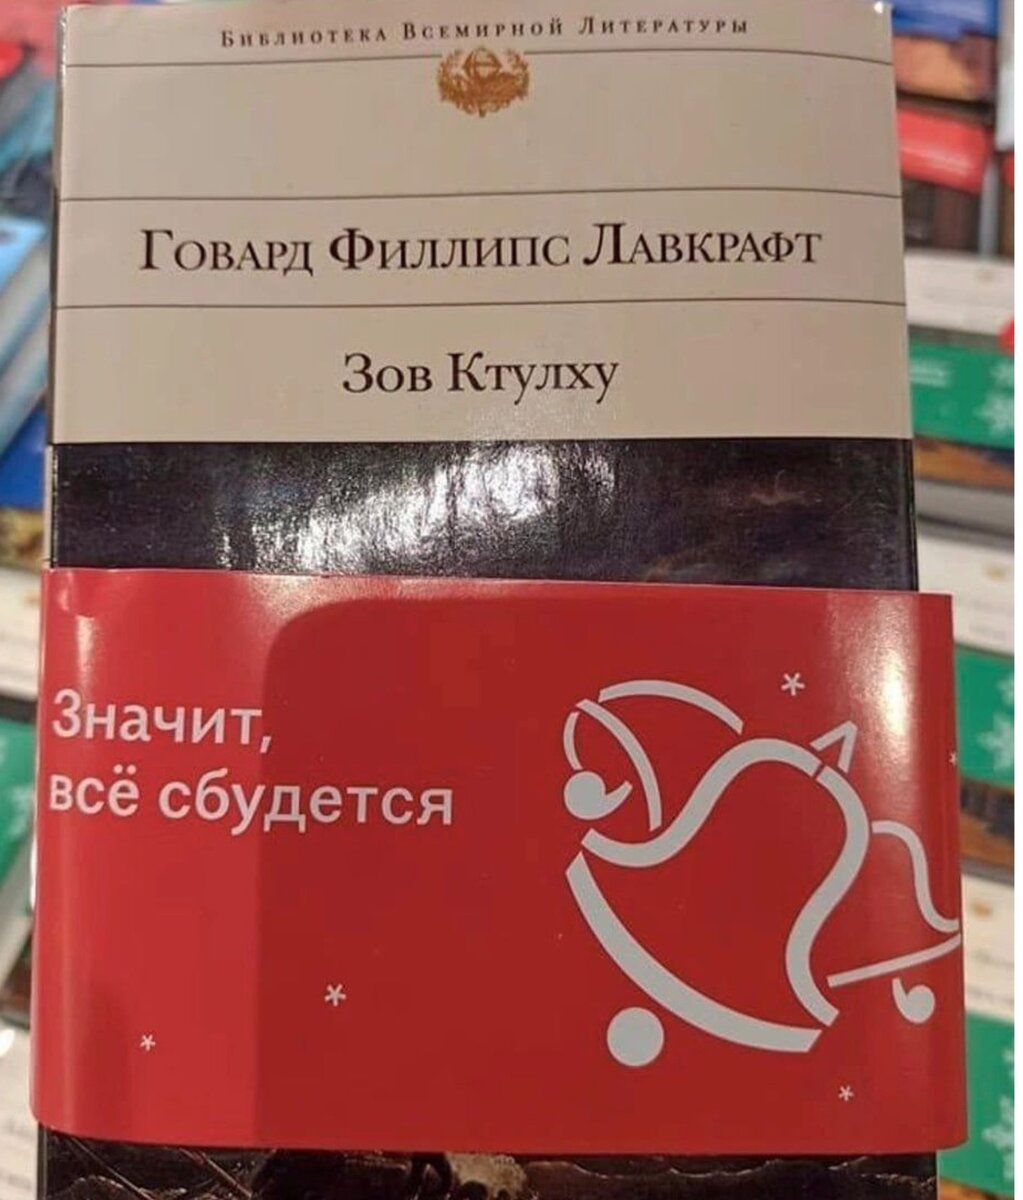 Библиотека Всемирной Литературы
Говард Филлипс Лавкрафт
Зов Ктулху
Значит,
всё сбудется